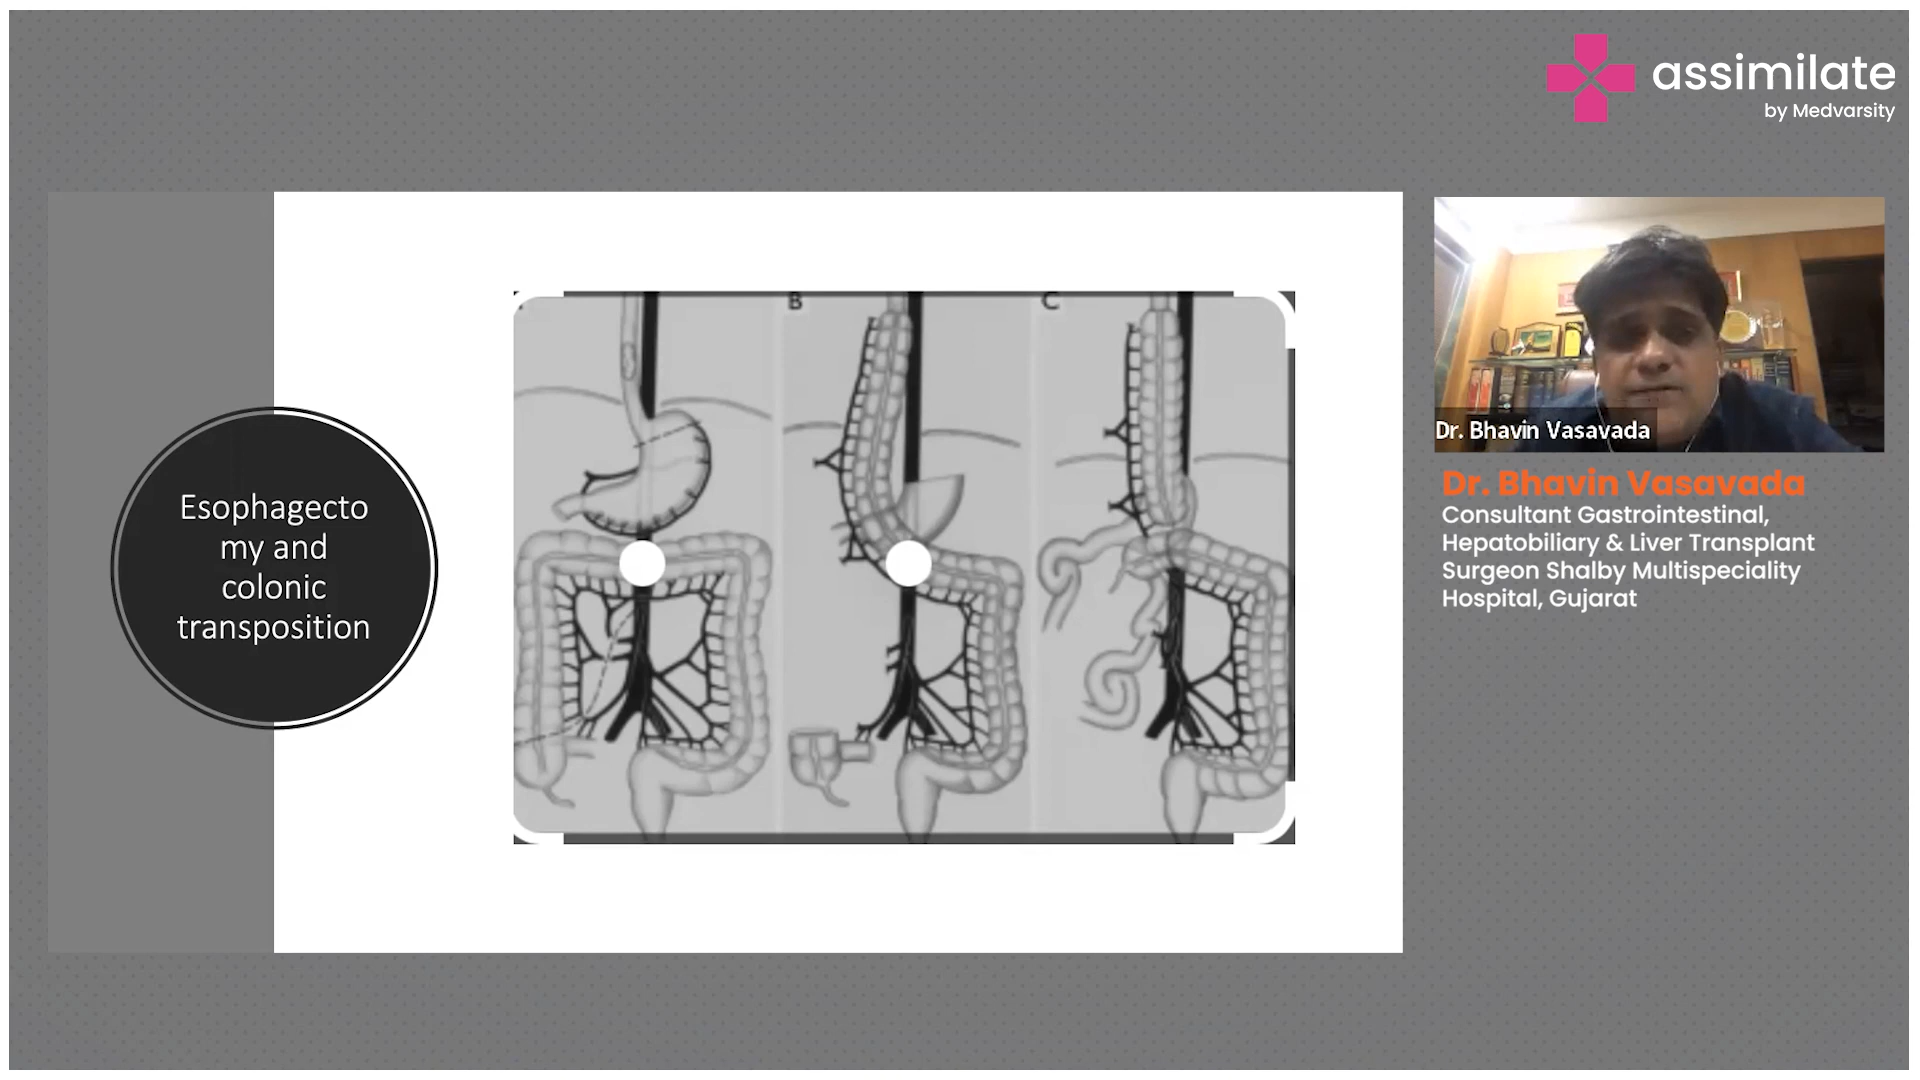 assimilate
by Medvarsity
B
C
Esophagecto
my and
colonic
transposition
Dr. Bhavin Vasavada
Dr. Bhavin Vasavada
Consultant Gastrointestinal,
Hepatobiliary & Liver Transplant
Surgeon Shalby Multispeciality
Hospital, Gujarat